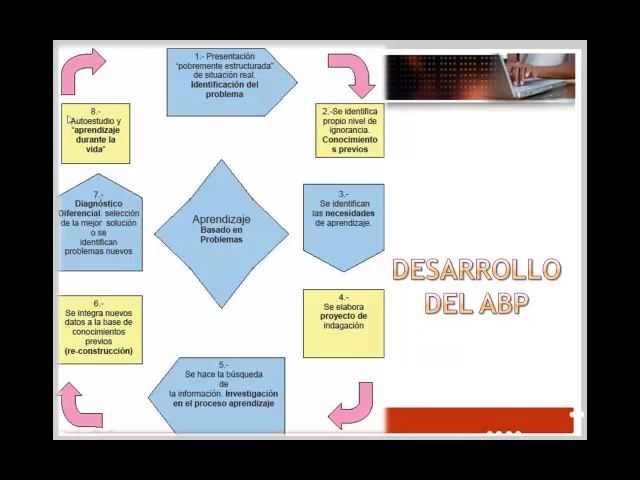 1.- Presentación
"pobremente estructurada"
de situación real.
Identificación del
problema
2.-Se identifica
propio nivel de
ignorancia.
Conocimiento
s previos
3.-
Se identifican
las necesidades
de aprendizaje.
4.-
Se elabora
proyecto de
indagación
5.-
Se hace la búsqueda
de
la información. Investigación
en el proceso aprendizaje
6.-
Se integra nuevos
datos a la base de
conocimientos
previos
(re-construcción)
7.-
Diagnóstico
Diferencial. selección
de la mejor solución
o se
identifican
problemas nuevos
8.-
Autoestudio y
"aprendizaje
durante la
vida"
Aprendizaje
Basado en
Problemas
DESARROLLO
DEL ABP